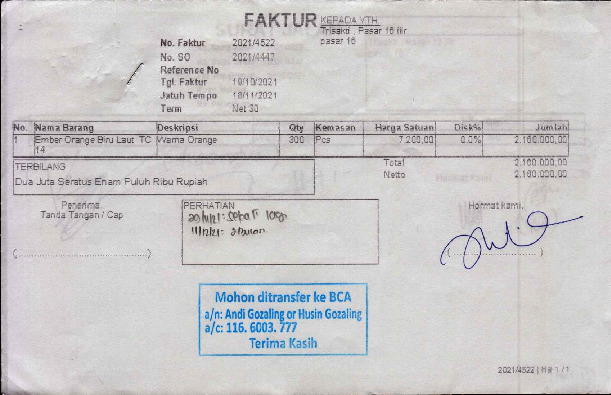 FAKTUR
KEPADA YTH.
Trisakti, Pasar 16 Ilir
pasar 16
No. Faktur 2021/4522
No. SO 2021/4447
Reference No
Tgl. Faktur 19/10/2021
Jatuh Tempo 18/11/2021
Term Net 30
No. Nama Barang Deskripsi Qty Kemasan Harga Satuan Disk% Jumlah
1 Ember Orange Biru Laut TC 14 Warna Orange 300 Pcs 7.200,00 0.0% 2.160.000,00
Total 2.160.000,00
Netto 2.160.000,00
TERBILANG
Dua Juta Seratus Enam Puluh Ribu Rupiah
Penerima
Tanda Tangan / Cap
PERHATIAN
Hormat kami,
Mohon ditransfer ke BCA
a/n: Andi Gozaling or Husin Gozaling
a/c: 116. 6003. 777
Terima Kasih
2021/4522 | Hal 1 / 1